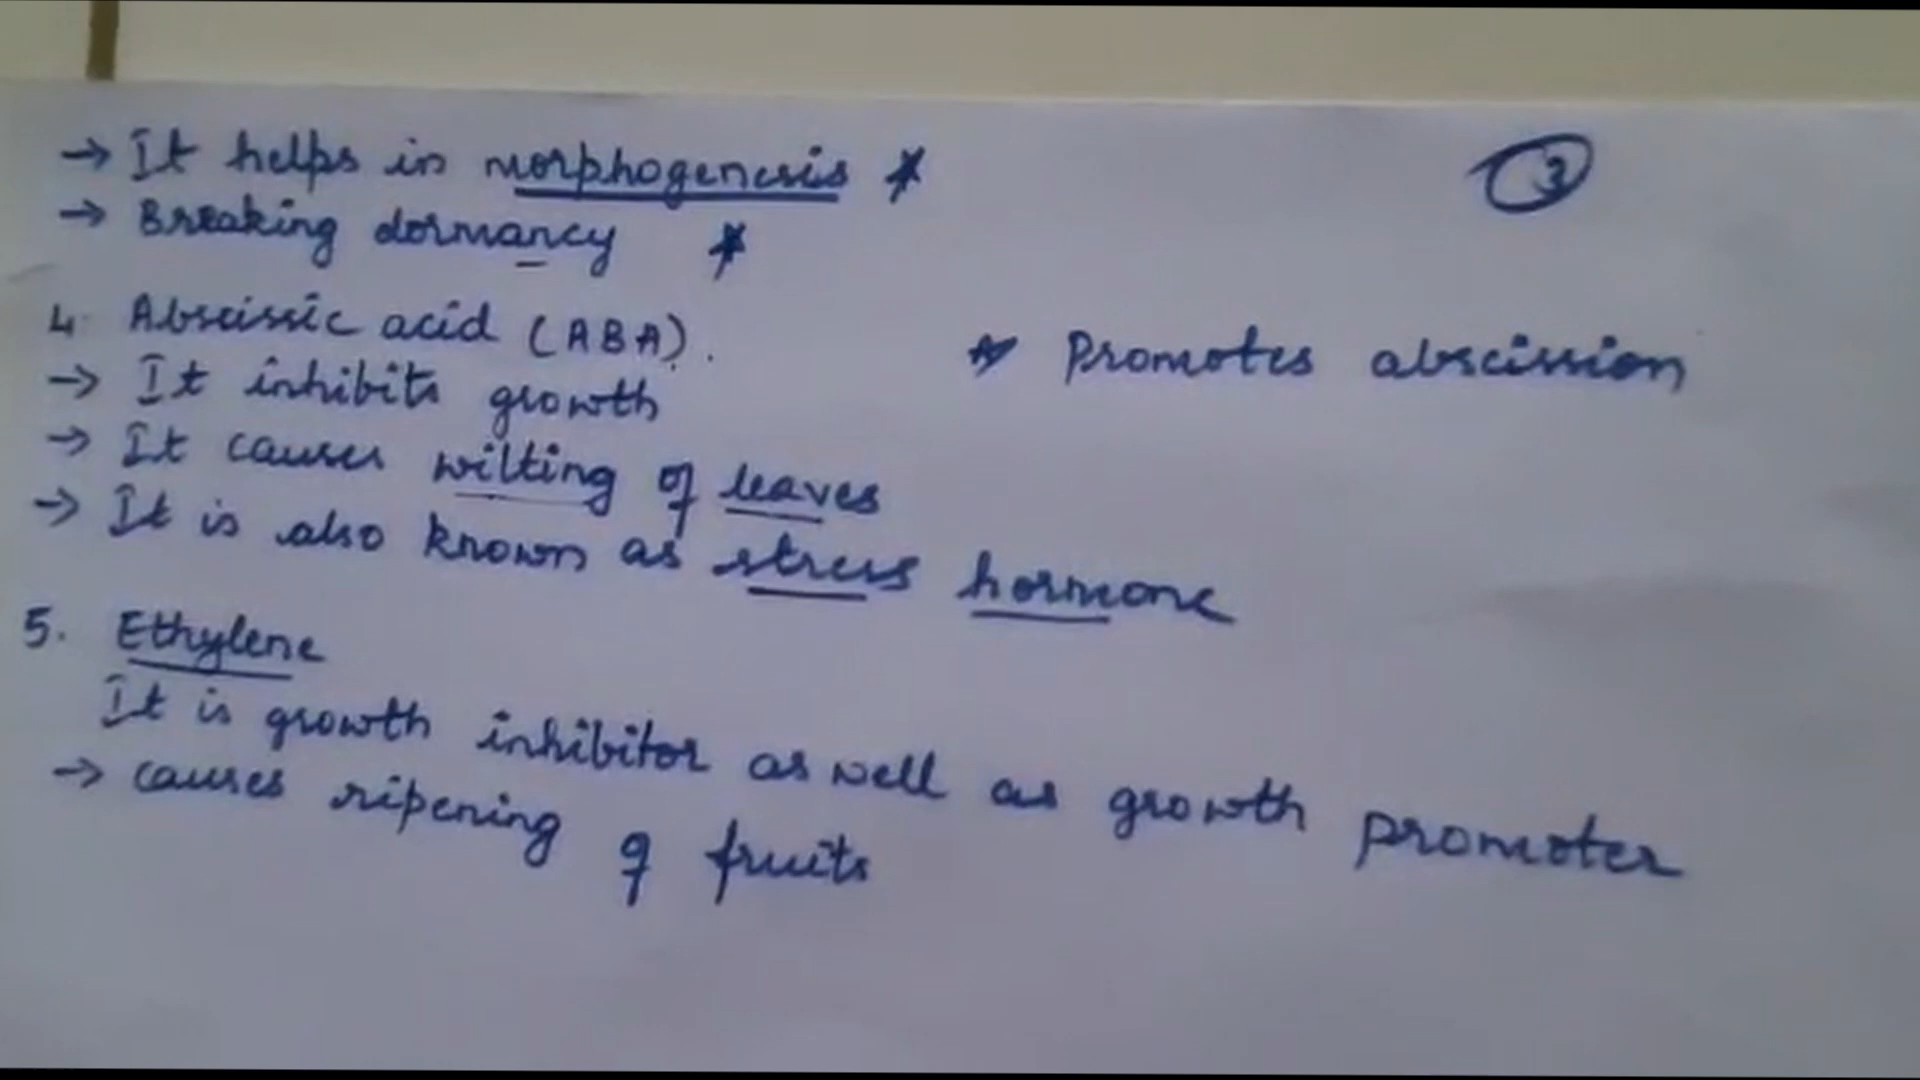 → It helps in morphogenesis *
3
→ Breaking dormancy *
4. Abscissic acid (ABA).
* Promotes abscission
→ It inhibits growth
→ It causes wilting of leaves
→ It is also known as stress hormone
5. Ethylene
It is growth inhibitor as well as growth promoter
→ causes ripening of fruits